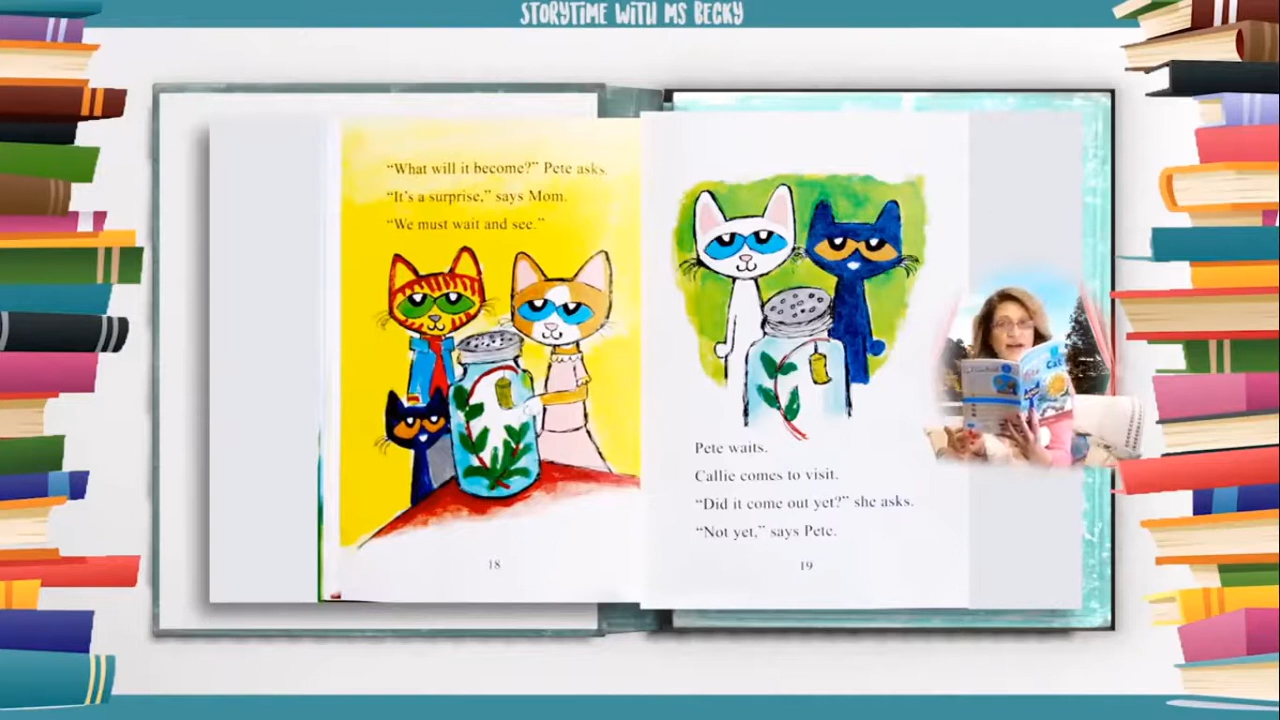 STORYTIME WITH MS BECKY
“What will it become?” Pete asks.
“It’s a surprise,” says Mom.
“We must wait and see.”
18
Pete waits.
Callie comes to visit.
“Did it come out yet?” she asks.
“Not yet,” says Pete.
19
Cat